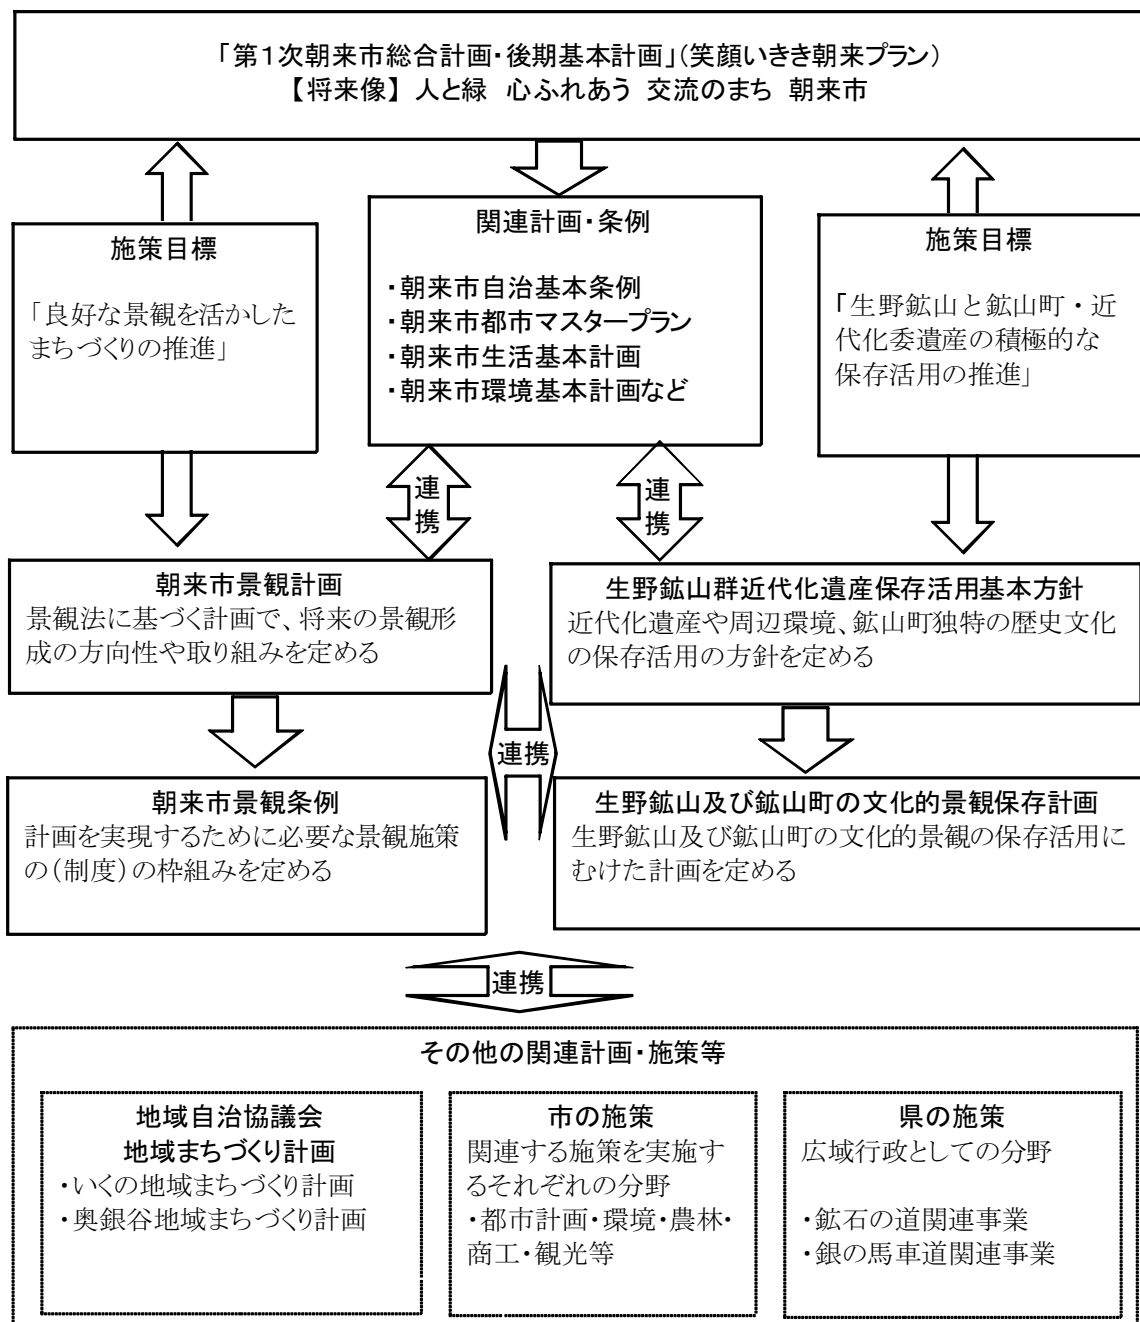 「第１次朝来市総合計画・後期基本計画」(笑顔いきき朝来プラン)
【将来像】 人と緑 心ふれあう 交流のまち 朝来市
施策目標
「良好な景観を活かした
まちづくりの推進」
関連計画・条例
・朝来市自治基本条例
・朝来市都市マスタープラン
・朝来市生活基本計画
・朝来市環境基本計画など
施策目標
「生野鉱山と鉱山町・近
代化委遺産の積極的な
保存活用の推進」
連
携
連
携
朝来市景観計画
景観法に基づく計画で、将来の景観形
成の方向性や取り組みを定める
生野鉱山群近代化遺産保存活用基本方針
近代化遺産や周辺環境、鉱山町独特の歴史文化
の保存活用の方針を定める
連携
朝来市景観条例
計画を実現するために必要な景観施策
の(制度)の枠組みを定める
生野鉱山及び鉱山町の文化的景観保存計画
生野鉱山及び鉱山町の文化的景観の保存活用に
むけた計画を定める
連携
その他の関連計画・施策等
地域自治協議会
地域まちづくり計画
・いくの地域まちづくり計画
・奥銀谷地域まちづくり計画
市の施策
関連する施策を実施す
るそれぞれの分野
・都市計画・環境・農林・
商工・観光等
県の施策
広域行政としての分野
・鉱石の道関連事業
・銀の馬車道関連事業